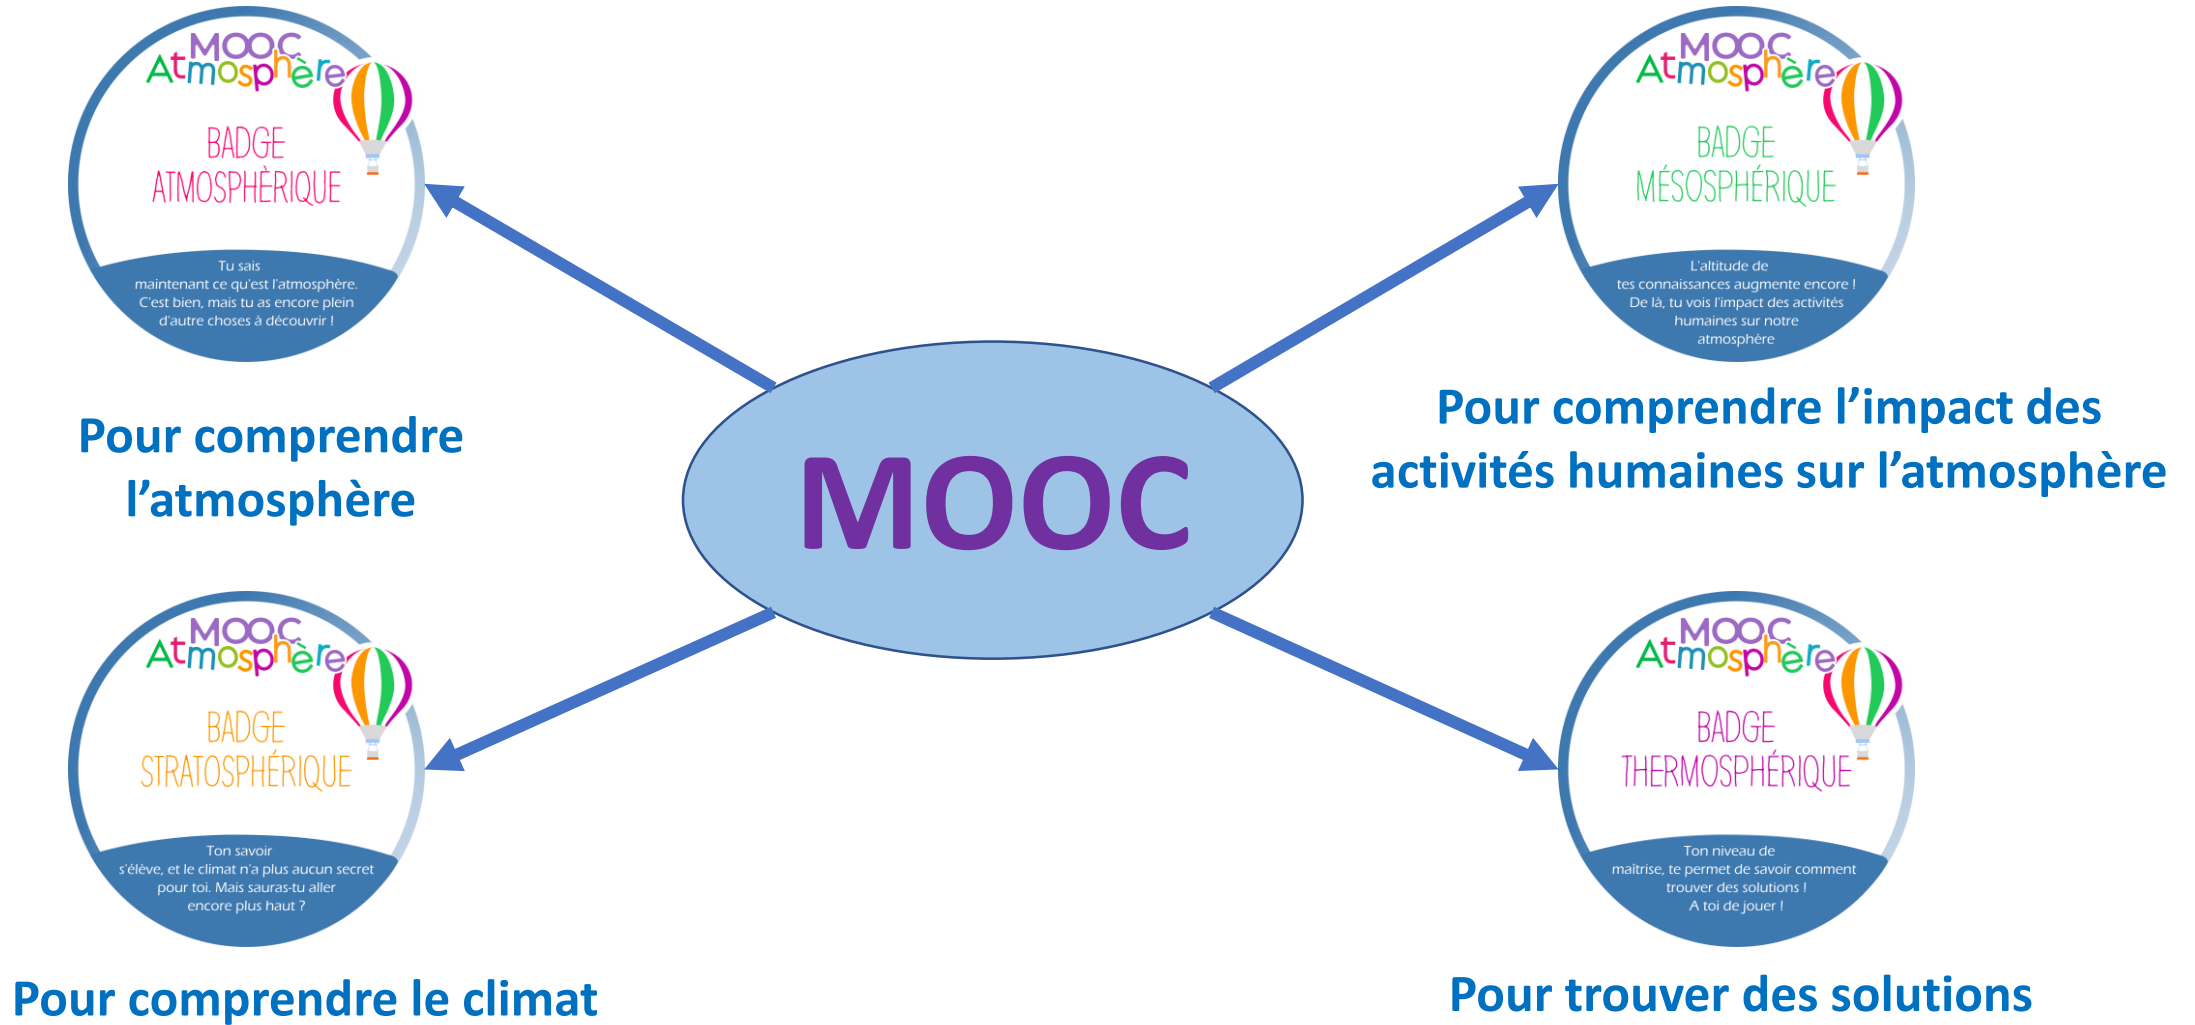 MOOC
Atmosphère
BADGE
ATMOSPHÈRIQUE
Tu sais
maintenant ce qu'est l'atmosphère.
C'est bien, mais tu as encore plein
d'autre choses à découvrir !
Pour comprendre
l’atmosphère
MOOC
Atmosphère
BADGE
MÉSOSPHÉRIQUE
L'altitude de
tes connaissances augmente encore !
De là, tu vois l'impact des activités
humaines sur notre
atmosphère
Pour comprendre l’impact des
activités humaines sur l’atmosphère
MOOC
MOOC
Atmosphère
BADGE
STRATOSPHÉRIQUE
Ton savoir
s'élève, et le climat n'a plus aucun secret
pour toi. Mais sauras-tu aller
encore plus haut ?
Pour comprendre le climat
MOOC
Atmosphère
BADGE
THERMOSPHÉRIQUE
Ton niveau de
maîtrise, te permet de savoir comment
trouver des solutions !
A toi de jouer !
Pour trouver des solutions